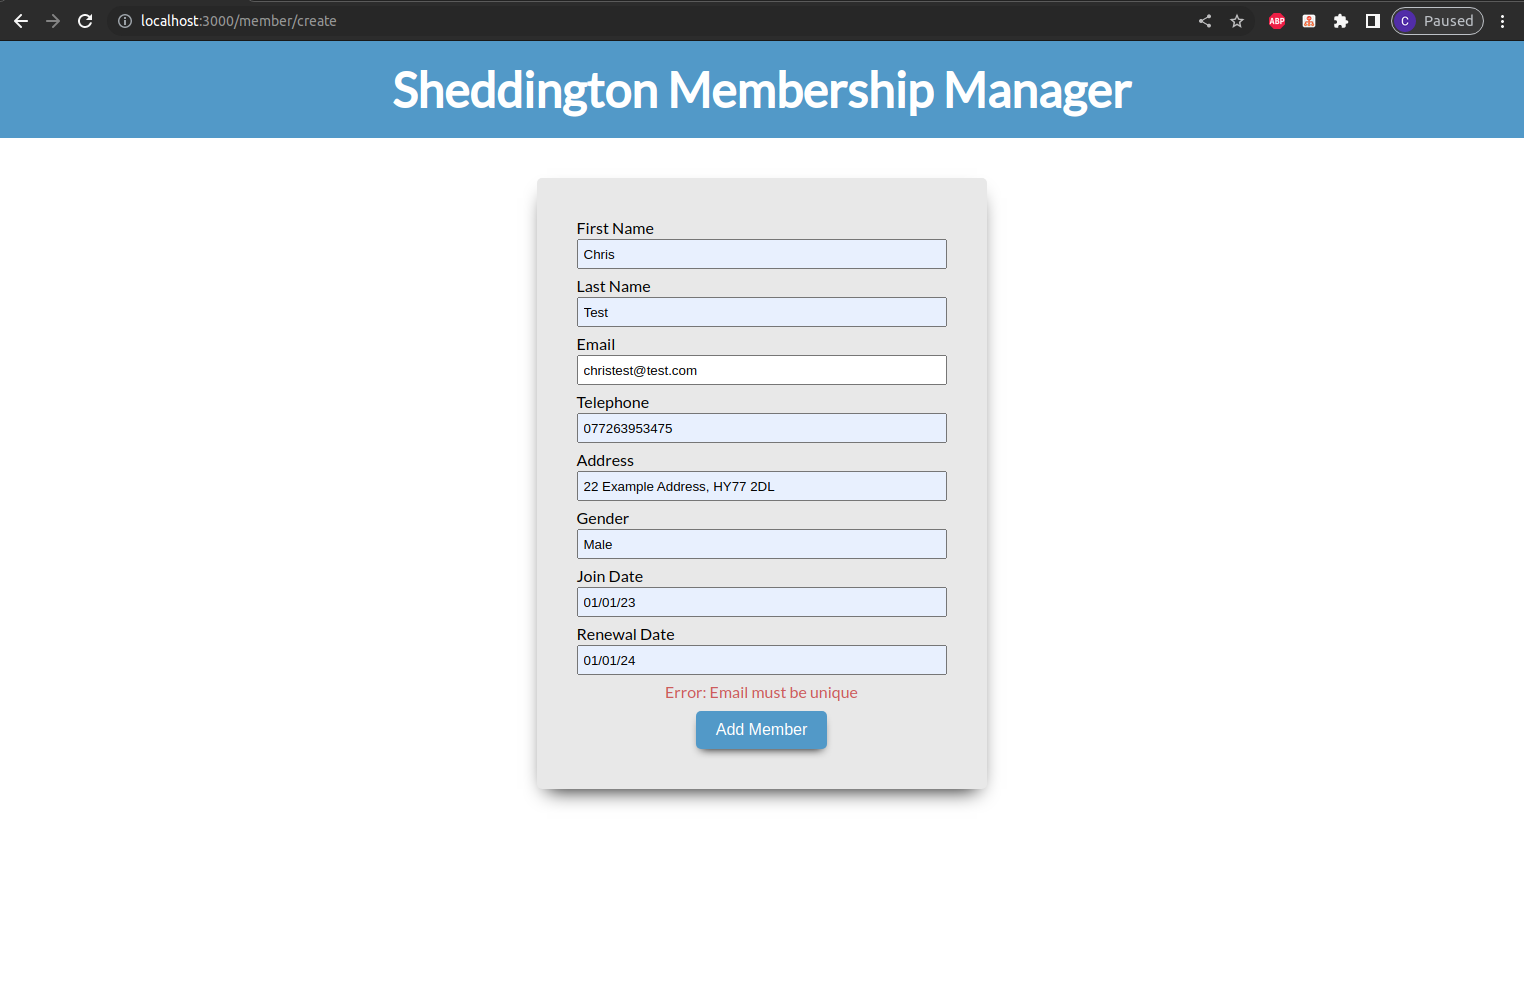 localhost:3000/member/create
ABP
C Paused
Sheddington Membership Manager
First Name
Chris
Last Name
Test
Email
christest@test.com
Telephone
077263953475
Address
22 Example Address, HY77 2DL
Gender
Male
Join Date
01/01/23
Renewal Date
01/01/24
Error: Email must be unique
Add Member